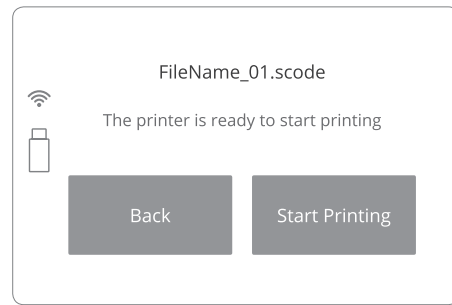 FileName_01.scode
The printer is ready to start printing
Back
Start Printing